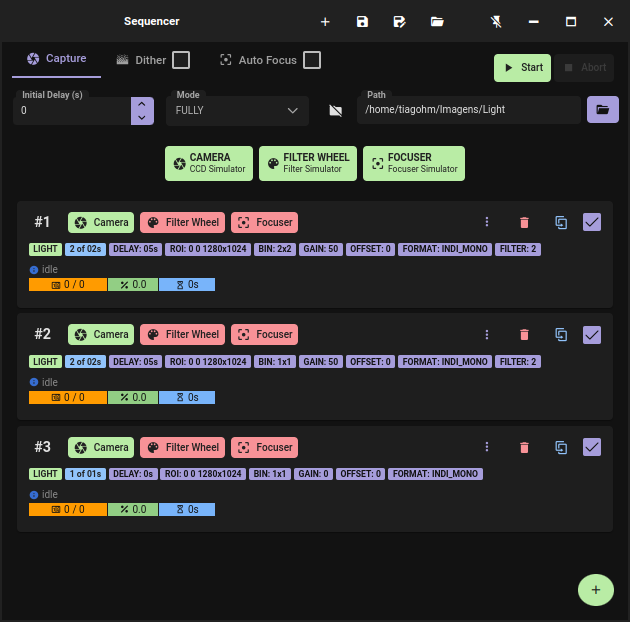 Sequencer
Capture Dither Auto Focus Start Abort
Initial Delay (s) Mode Path
0 FULLY /home/tiagohm/Imagens/Light
CAMERA FILTER WHEEL FOCUSER
CCD Simulator Filter Simulator Focuser Simulator
#1 Camera Filter Wheel Focuser
LIGHT 2 of 02s DELAY: 05s ROI: 0 0 1280x1024 BIN: 2x2 GAIN: 50 OFFSET: 0 FORMAT: INDI_MONO FILTER: 2
idle
0 / 0 0.0 0s
#2 Camera Filter Wheel Focuser
LIGHT 2 of 02s DELAY: 05s ROI: 0 0 1280x1024 BIN: 1x1 GAIN: 50 OFFSET: 0 FORMAT: INDI_MONO FILTER: 2
idle
0 / 0 0.0 0s
#3 Camera Filter Wheel Focuser
LIGHT 1 of 01s DELAY: 0s ROI: 0 0 1280x1024 BIN: 1x1 GAIN: 0 OFFSET: 0 FORMAT: INDI_MONO
idle
0 / 0 0.0 0s